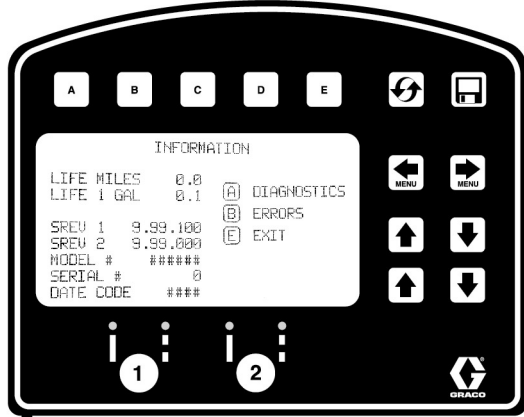 A B C D E
INFORMATION
LIFE MILES 0.0
LIFE 1 GAL 0.1
A DIAGNOSTICS
B ERRORS
E EXIT
SREV 1 9.99.100
SREV 2 9.99.000
MODEL # ######
SERIAL # 0
DATE CODE ####
MENU MENU
1 2
GRACO